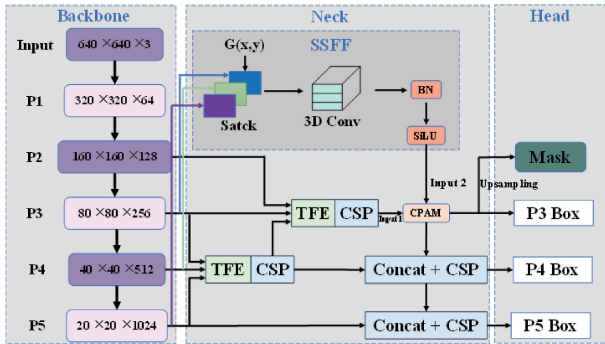 Backbone
Neck
Head
Input
640 ×640 ×3
P1
320 ×320 ×64
P2
160 ×160 ×128
P3
80 ×80 ×256
P4
40 ×40 ×512
P5
20 ×20 ×1024
SSFF
G(x,y)
Satck
3D Conv
BN
SiLU
Input 2
Upsampling
TFE CSP
Input 1
CPAM
TFE CSP
Concat + CSP
Concat + CSP
Mask
P3 Box
P4 Box
P5 Box